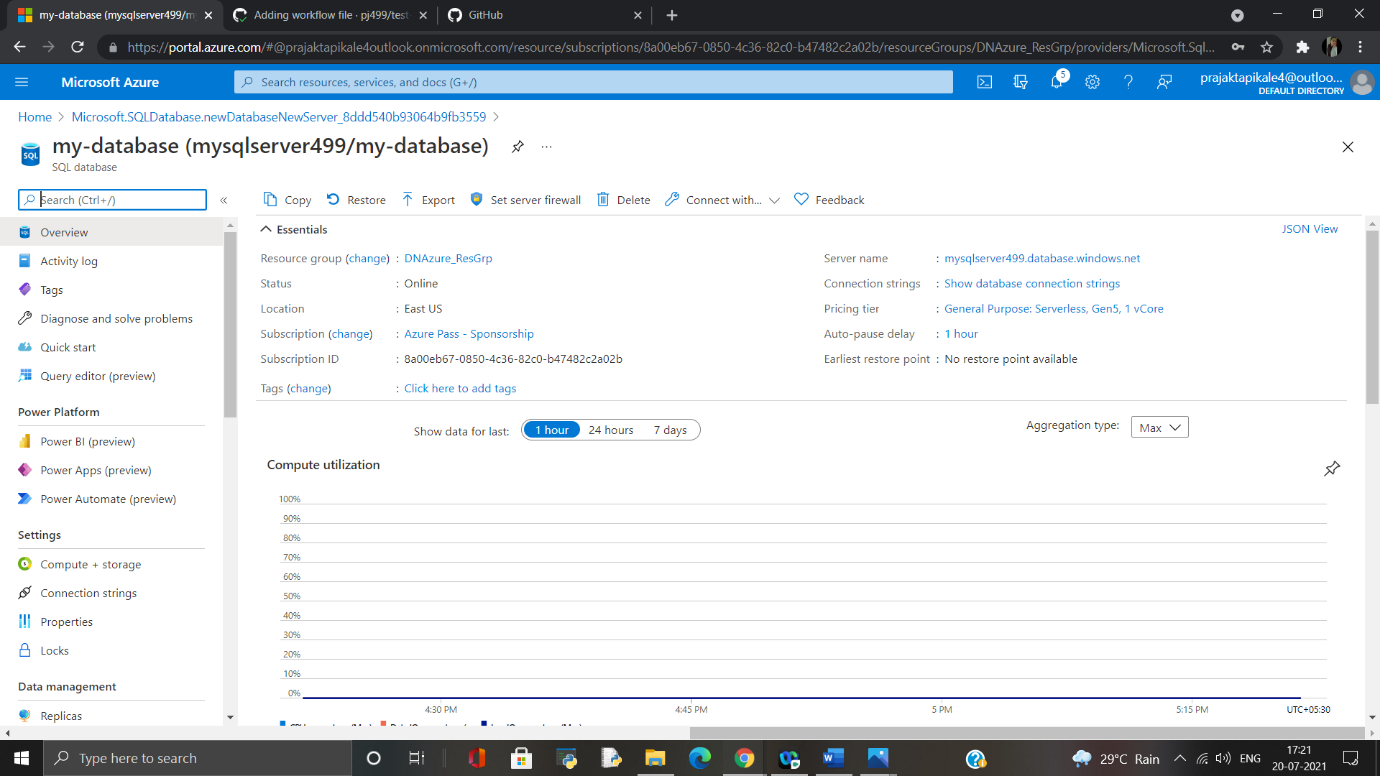 my-database (mysqlserver499/my
Adding workflow file · pj499/test
GitHub
https://portal.azure.com/#@prajaktapikale4outlook.onmicrosoft.com/resource/subscriptions/8a00eb67-0850-4c36-82c0-b47482c2a02b/resourceGroups/DNAzure_ResGrp/providers/Microsoft.Sql...
Microsoft Azure
Search resources, services, and docs (G+/)
5
prajaktapikale4@outloo...
DEFAULT DIRECTORY
Home > Microsoft.SQLDatabase.newDatabaseNewServer_8ddd540b93064b9fb3559 >
SQL
my-database (mysqlserver499/my-database)
SQL database
Search (Ctrl+/)
Overview
Activity log
Tags
Diagnose and solve problems
Quick start
Query editor (preview)
Power Platform
Power BI (preview)
Power Apps (preview)
Power Automate (preview)
Settings
Compute + storage
Connection strings
Properties
Locks
Data management
Replicas
Copy Restore Export Set server firewall Delete Connect with... Feedback
Essentials
JSON View
Resource group (change) : DNAzure_ResGrp
Status : Online
Location : East US
Subscription (change) : Azure Pass - Sponsorship
Subscription ID : 8a00eb67-0850-4c36-82c0-b47482c2a02b
Tags (change) : Click here to add tags
Server name : mysqlserver499.database.windows.net
Connection strings : Show database connection strings
Pricing tier : General Purpose: Serverless, Gen5, 1 vCore
Auto-pause delay : 1 hour
Earliest restore point : No restore point available
Show data for last: 1 hour 24 hours 7 days
Aggregation type: Max
Compute utilization
100%
90%
80%
70%
60%
50%
40%
30%
20%
10%
0%
4:30 PM 4:45 PM 5 PM 5:15 PM UTC+05:30
Type here to search
29°C Rain
ENG
17:21
20-07-2021